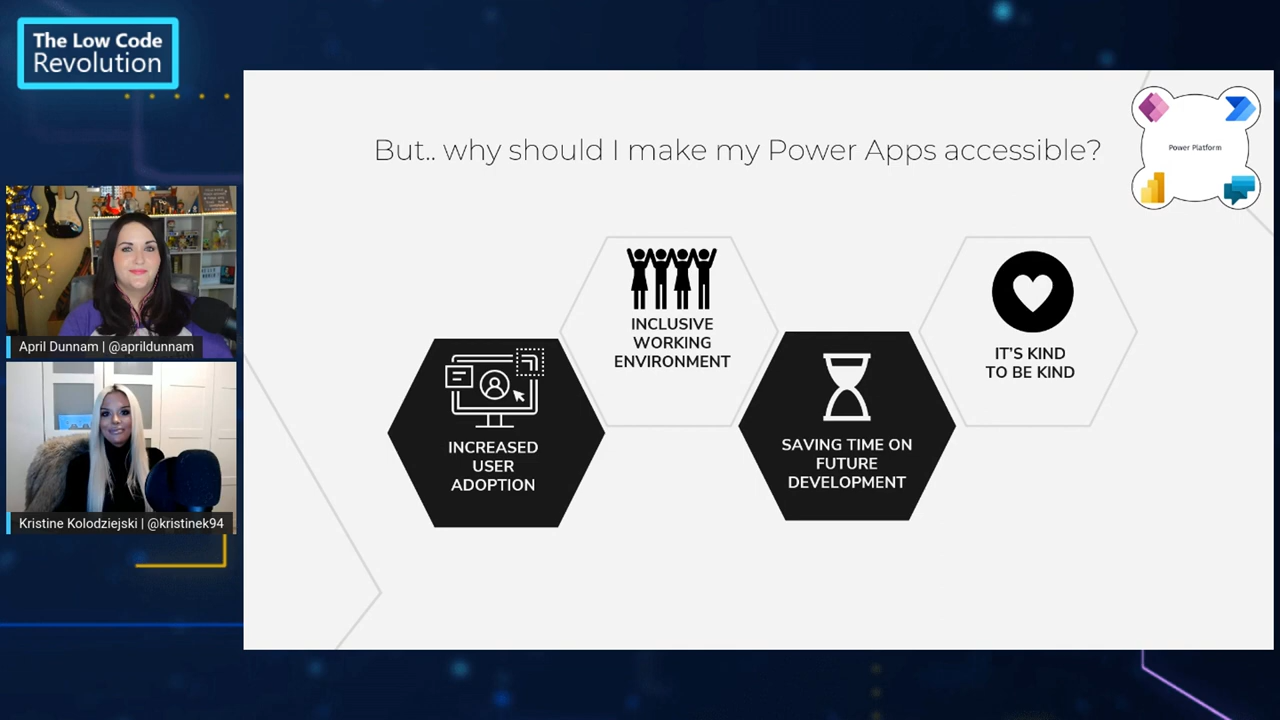 The Low Code
Revolution
But.. why should I make my Power Apps accessible?
Power Platform
April Dunnam | @aprildunnam
Kristine Kolodziejski | @kristinek94
INCREASED
USER
ADOPTION
INCLUSIVE
WORKING
ENVIRONMENT
SAVING TIME ON
FUTURE
DEVELOPMENT
IT'S KIND
TO BE KIND